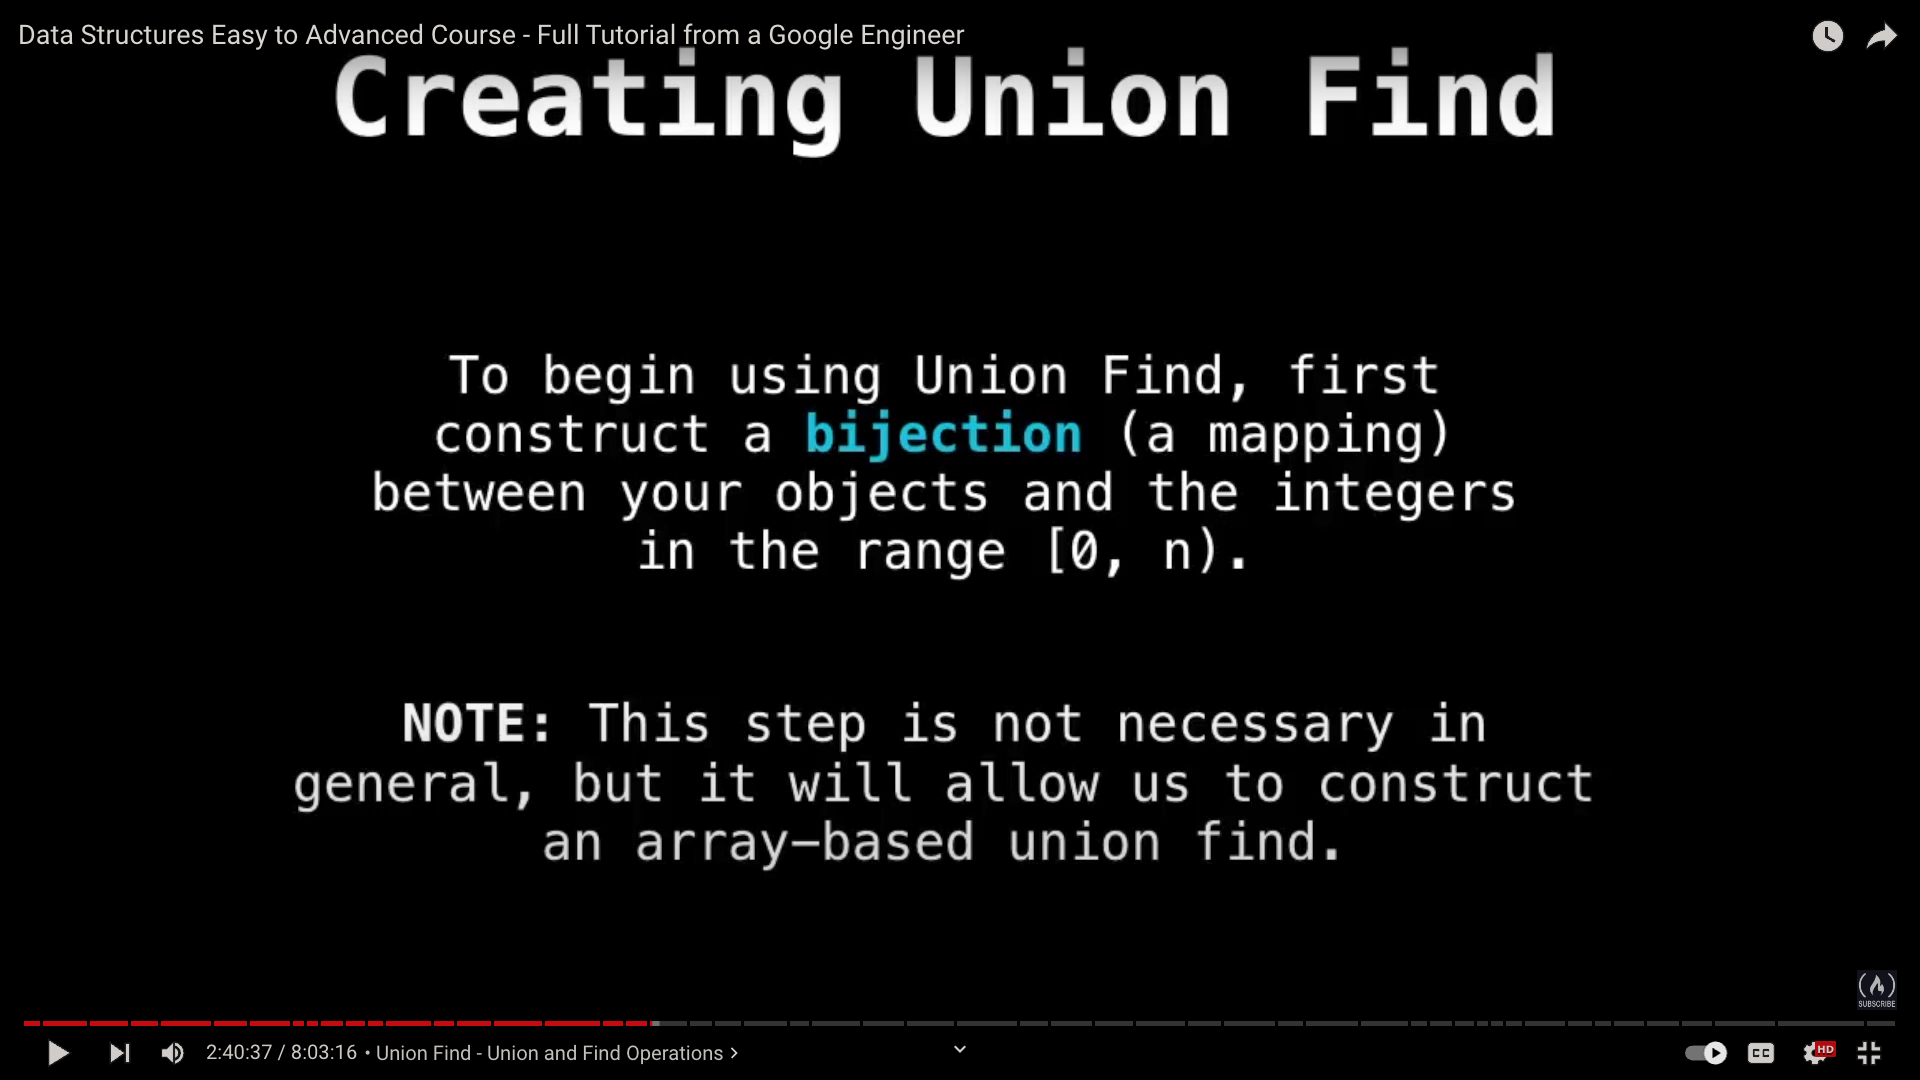 Data Structures Easy to Advanced Course - Full Tutorial from a Google Engineer
Creating Union Find
To begin using Union Find, first
construct a bijection (a mapping)
between your objects and the integers
in the range [0, n).
NOTE: This step is not necessary in
general, but it will allow us to construct
an array-based union find.
SUBSCRIBE
2:40:37 / 8:03:16 • Union Find - Union and Find Operations
CC
HD